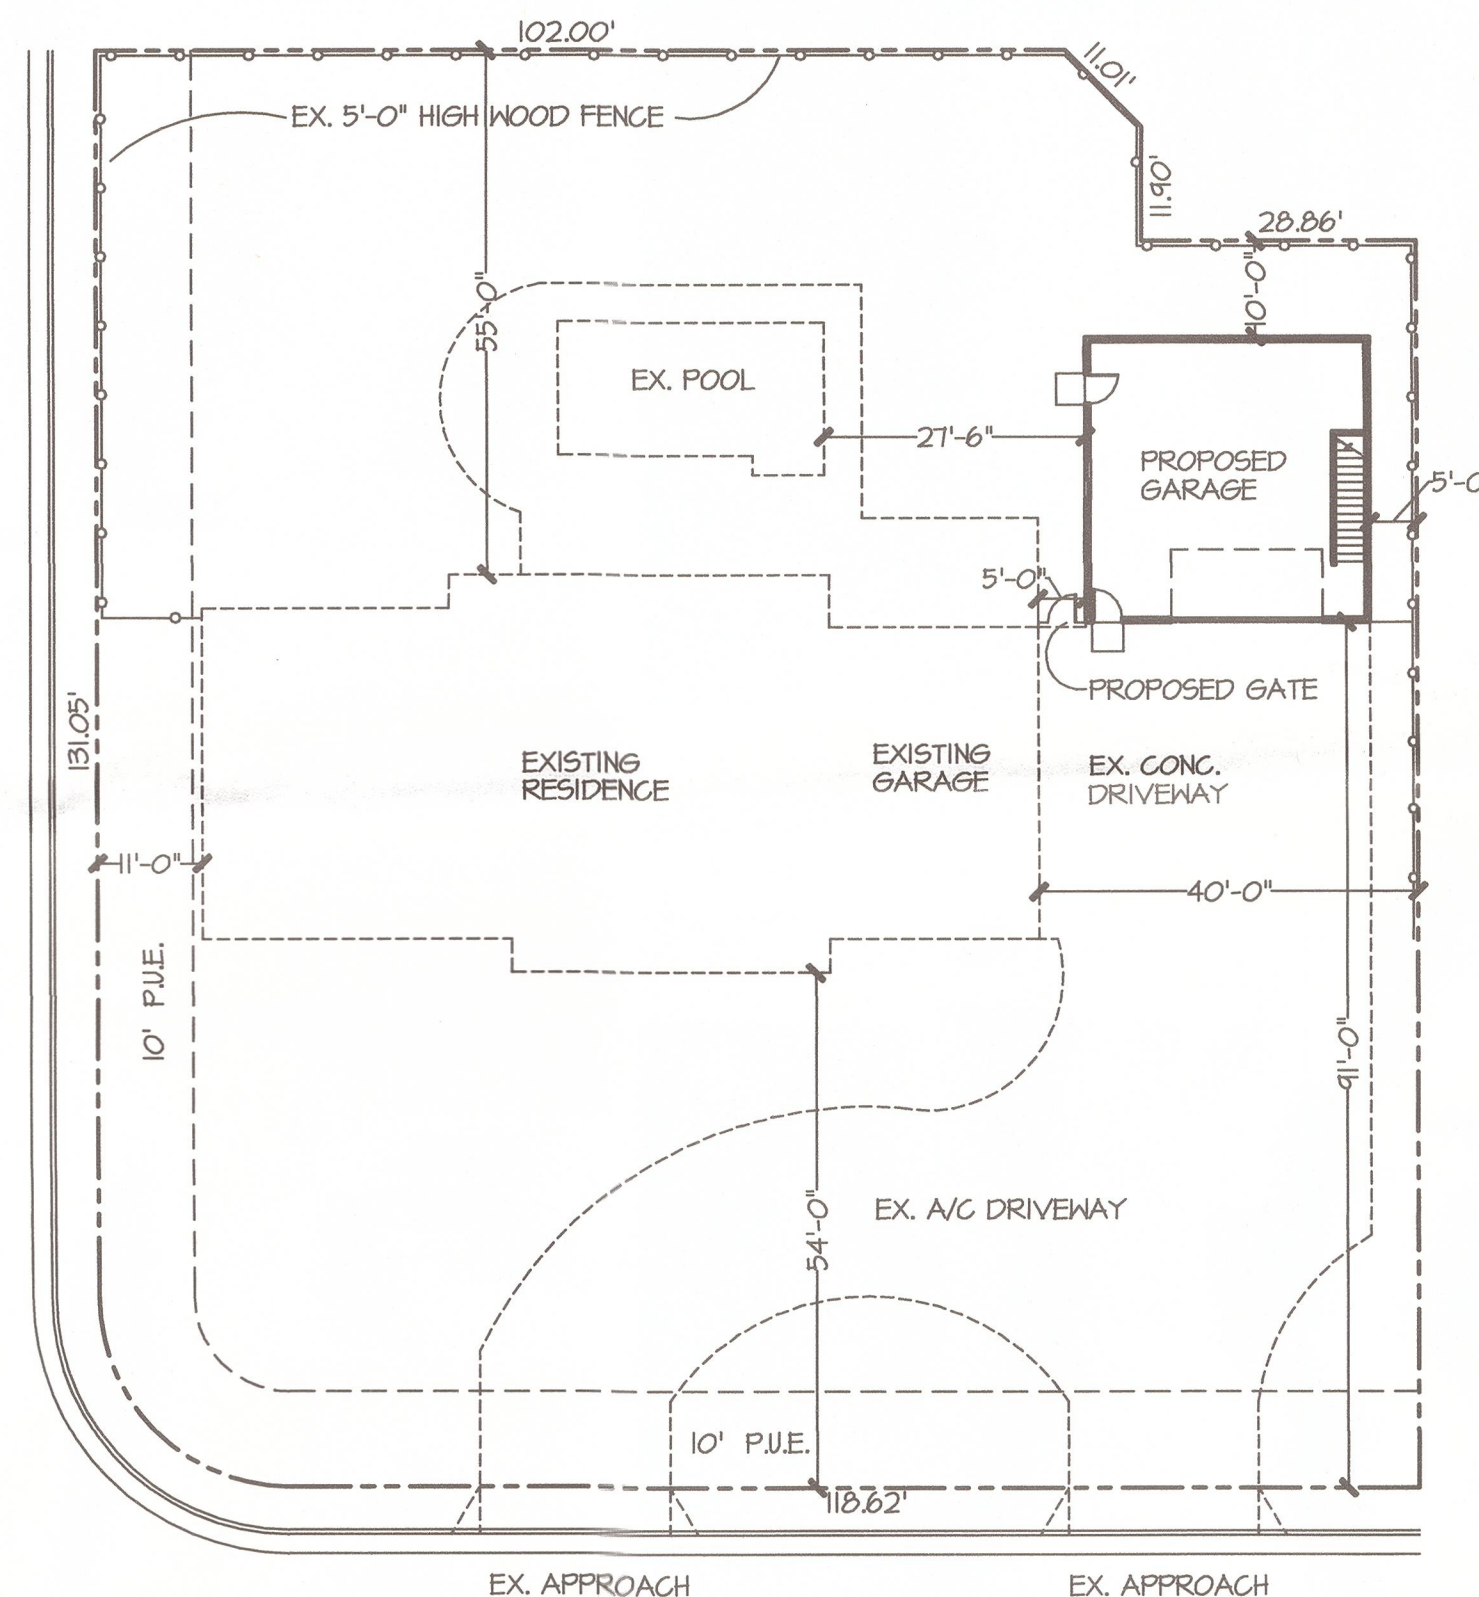 102.00'
11.01'
EX. 5'-0" HIGH WOOD FENCE
11.90'
28.86'
10'-0"
55'-0"
EX. POOL
27'-6"
PROPOSED
GARAGE
5'-0"
PROPOSED GATE
131.05'
EXISTING
RESIDENCE
EXISTING
GARAGE
EX. CONC.
DRIVEWAY
11'-0"
40'-0"
10' P.U.E.
91'-0"
54'-0"
EX. A/C DRIVEWAY
10' P.U.E.
118.62'
EX. APPROACH
EX. APPROACH